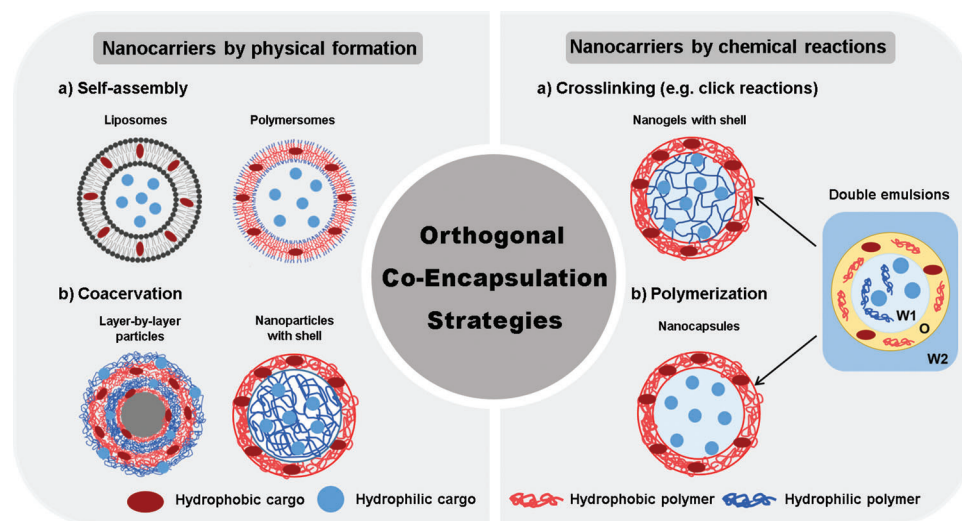 Nanocarriers by physical formation
a) Self-assembly
Liposomes
Polymersomes
b) Coacervation
Layer-by-layer
particles
Nanoparticles
with shell
Orthogonal
Co-Encapsulation
Strategies
Nanocarriers by chemical reactions
a) Crosslinking (e.g. click reactions)
Nanogels with shell
Double emulsions
W1
O
W2
b) Polymerization
Nanocapsules
Hydrophobic cargo
Hydrophilic cargo
Hydrophobic polymer
Hydrophilic polymer